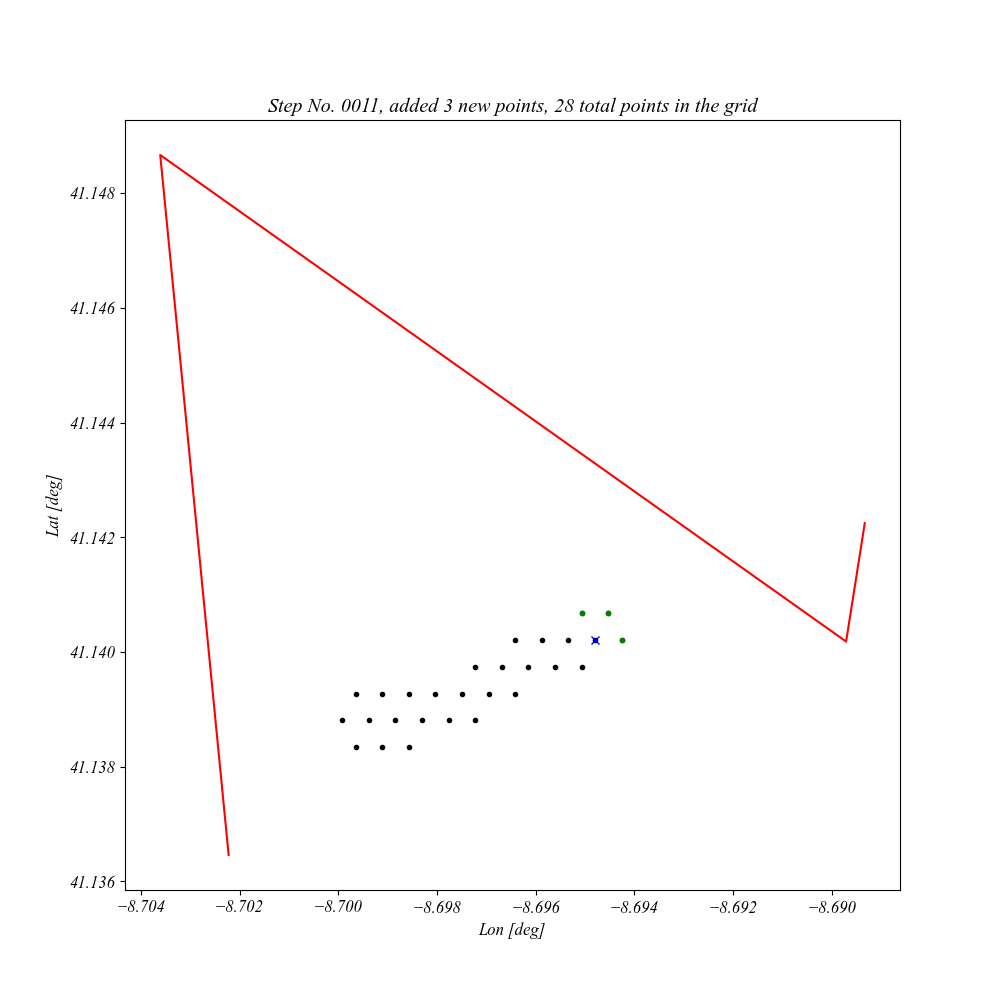 Step No. 0011, added 3 new points, 28 total points in the grid
41.148
41.146
41.144
41.142
41.140
41.138
41.136
Lat [deg]
−8.704 −8.702 −8.700 −8.698 −8.696 −8.694 −8.692 −8.690
Lon [deg]